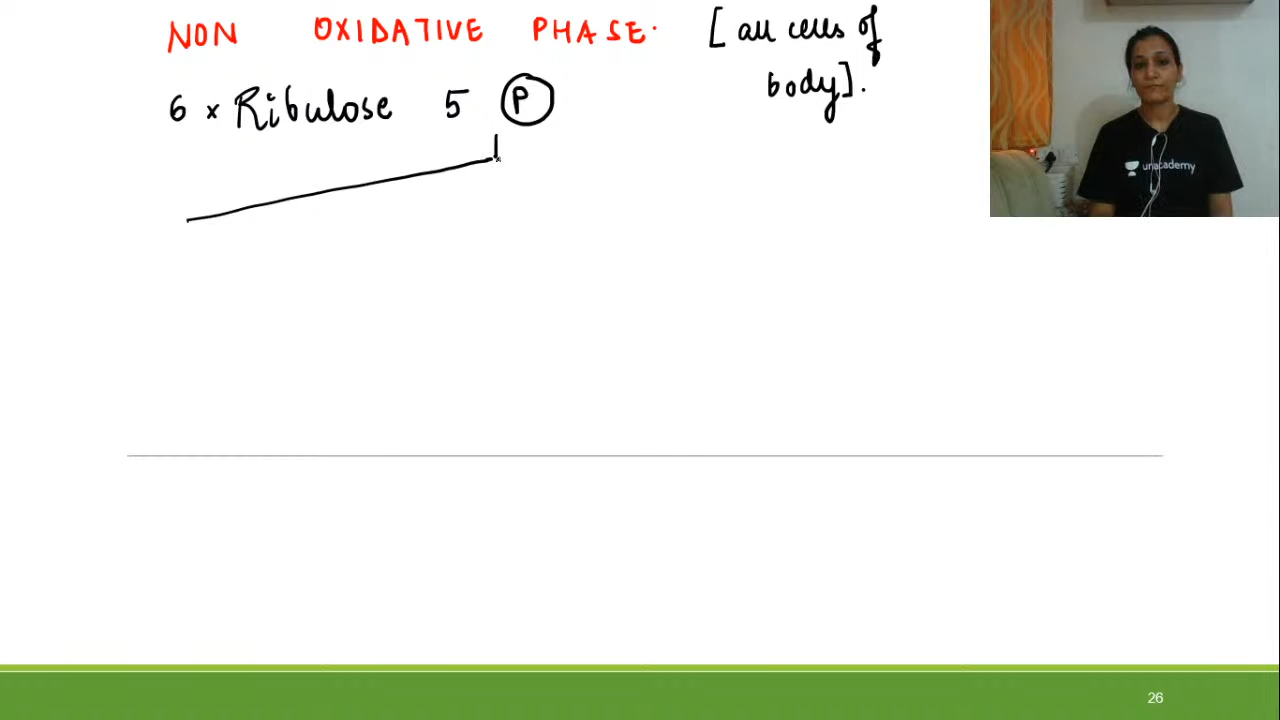 NON OXIDATIVE PHASE. [all cells of
body].
6 x Ribulose 5 P
unacademy
26